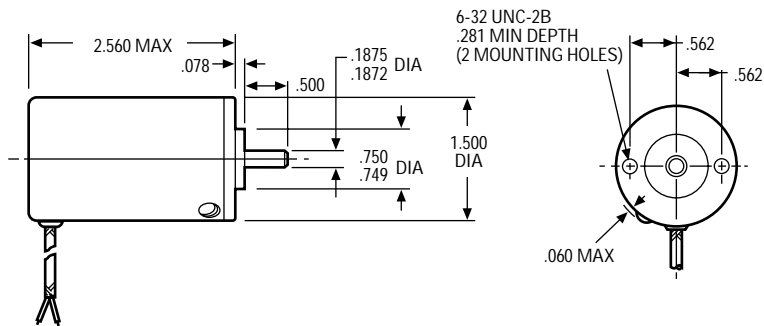 2.560 MAX
.078
.500
.1875
.1872
DIA
.750
.749
DIA
1.500
DIA
6-32 UNC-2B
.281 MIN DEPTH
(2 MOUNTING HOLES)
.562
.562
.060 MAX